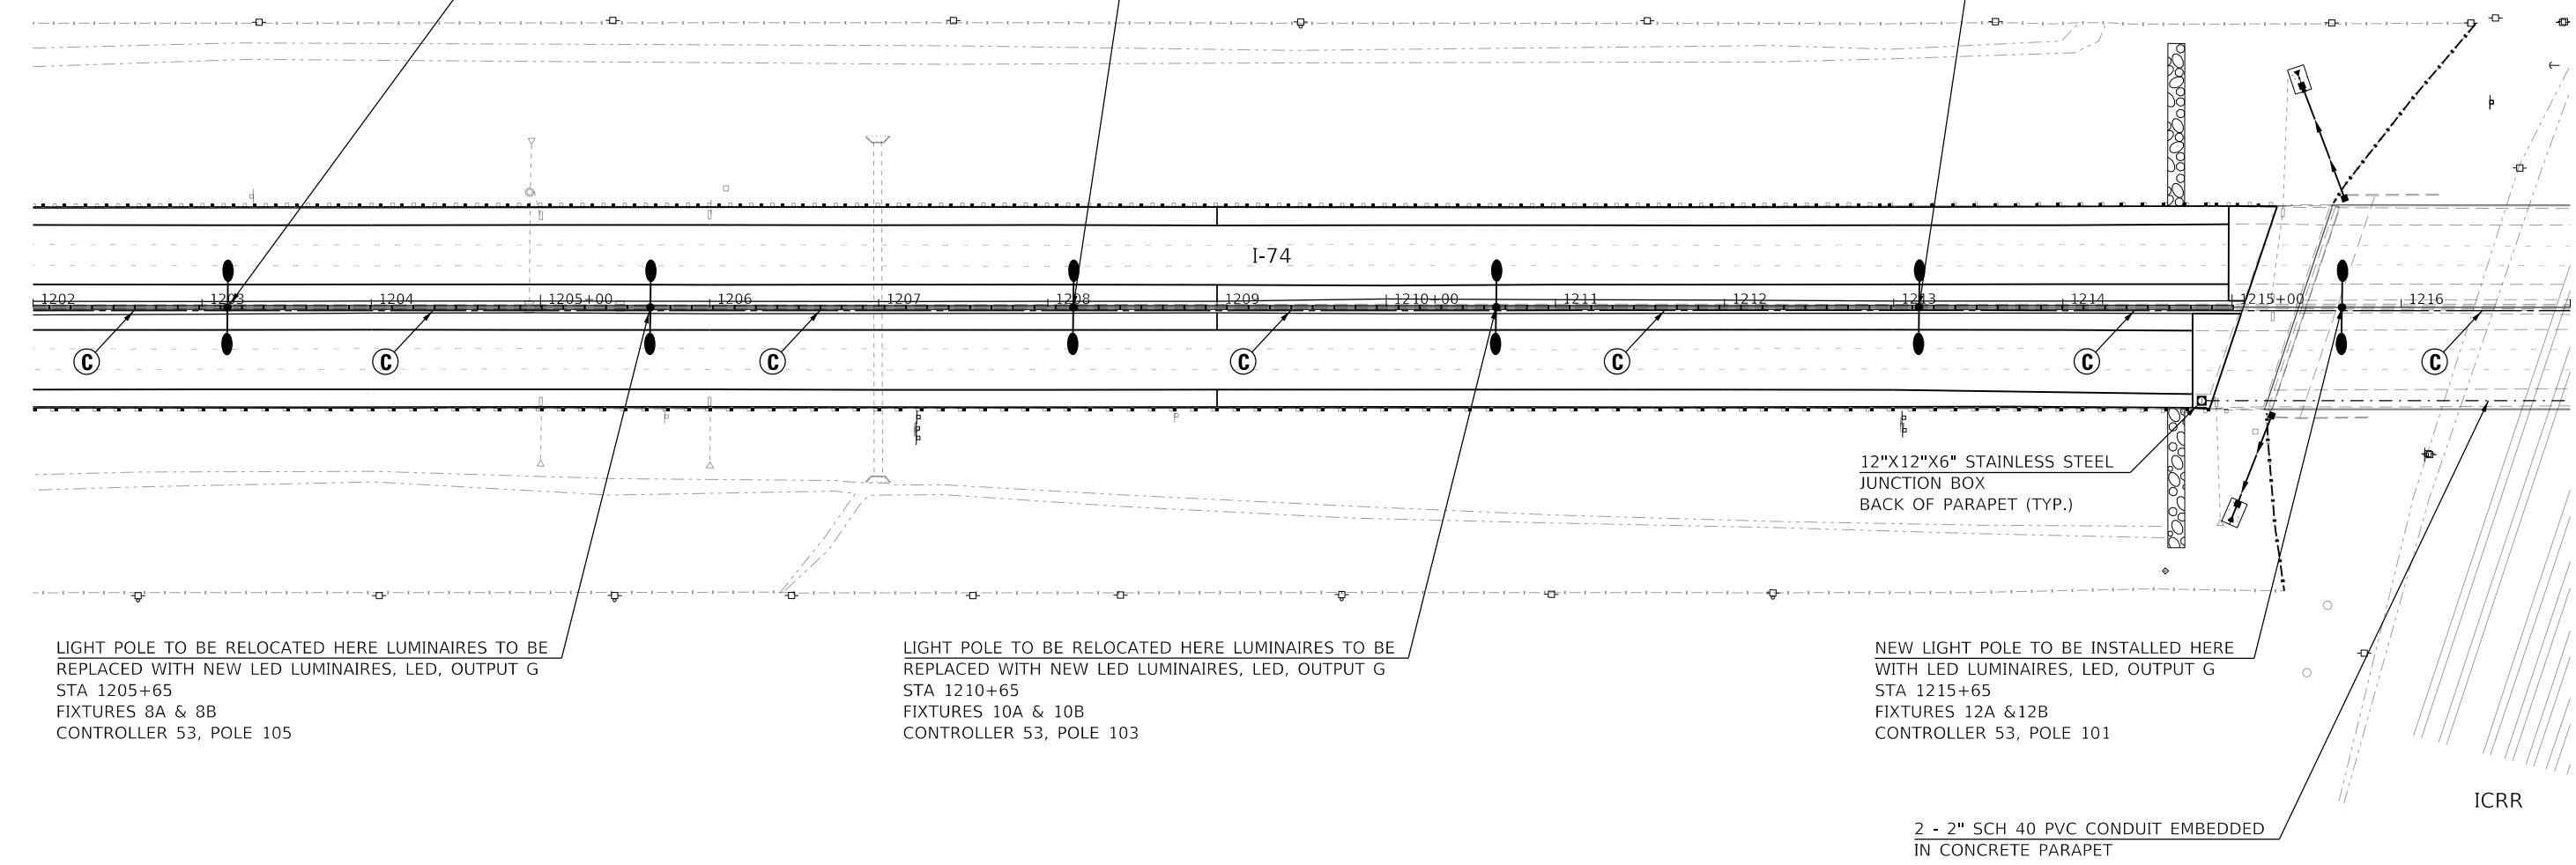 I-74
1202 1203 1204 1205+00 1206 1207 1208 1209 1210+00 1211 1212 1213 1214 1215+00 1216
C C C C C C C
12"X12"X6" STAINLESS STEEL
JUNCTION BOX
BACK OF PARAPET (TYP.)
LIGHT POLE TO BE RELOCATED HERE LUMINAIRES TO BE
REPLACED WITH NEW LED LUMINAIRES, LED, OUTPUT G
STA 1205+65
FIXTURES 8A & 8B
CONTROLLER 53, POLE 105
LIGHT POLE TO BE RELOCATED HERE LUMINAIRES TO BE
REPLACED WITH NEW LED LUMINAIRES, LED, OUTPUT G
STA 1210+65
FIXTURES 10A & 10B
CONTROLLER 53, POLE 103
NEW LIGHT POLE TO BE INSTALLED HERE
WITH LED LUMINAIRES, LED, OUTPUT G
STA 1215+65
FIXTURES 12A &12B
CONTROLLER 53, POLE 101
ICRR
2 - 2" SCH 40 PVC CONDUIT EMBEDDED
IN CONCRETE PARAPET